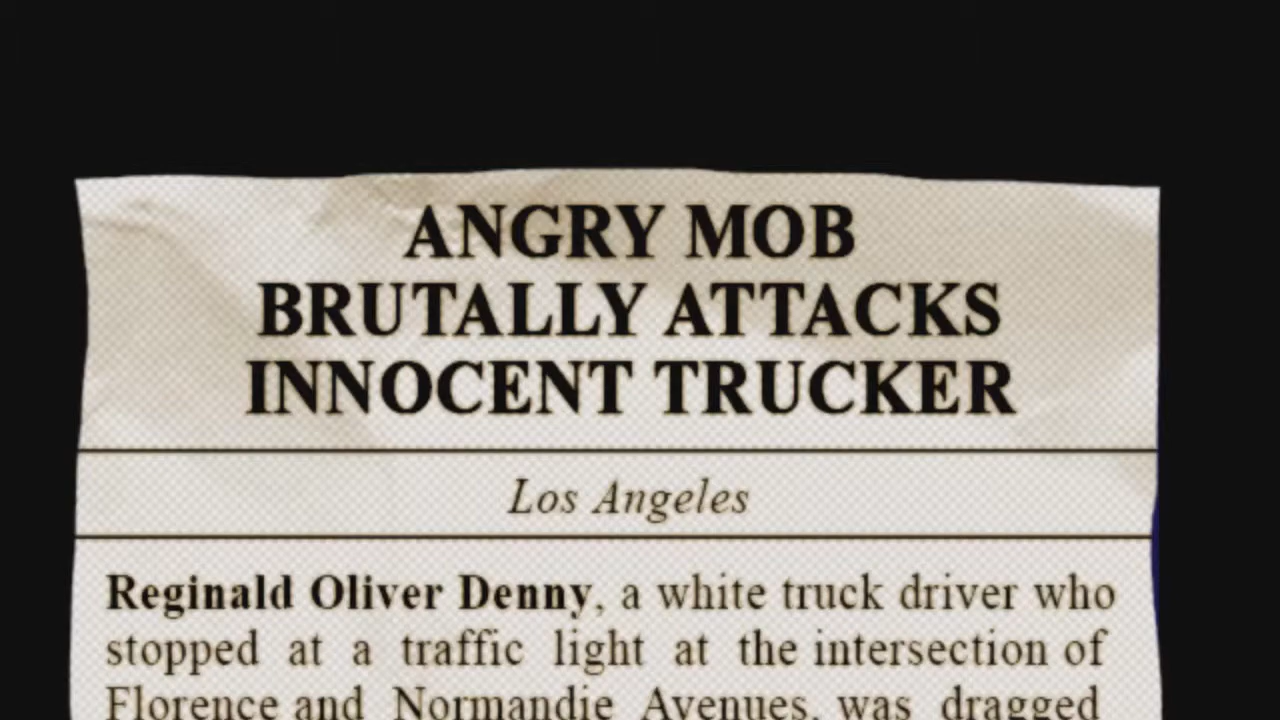 ANGRY MOB
BRUTALLY ATTACKS
INNOCENT TRUCKER
Los Angeles
Reginald Oliver Denny, a white truck driver who
stopped at a traffic light at the intersection of
Florence and Normandie Avenues, was dragged